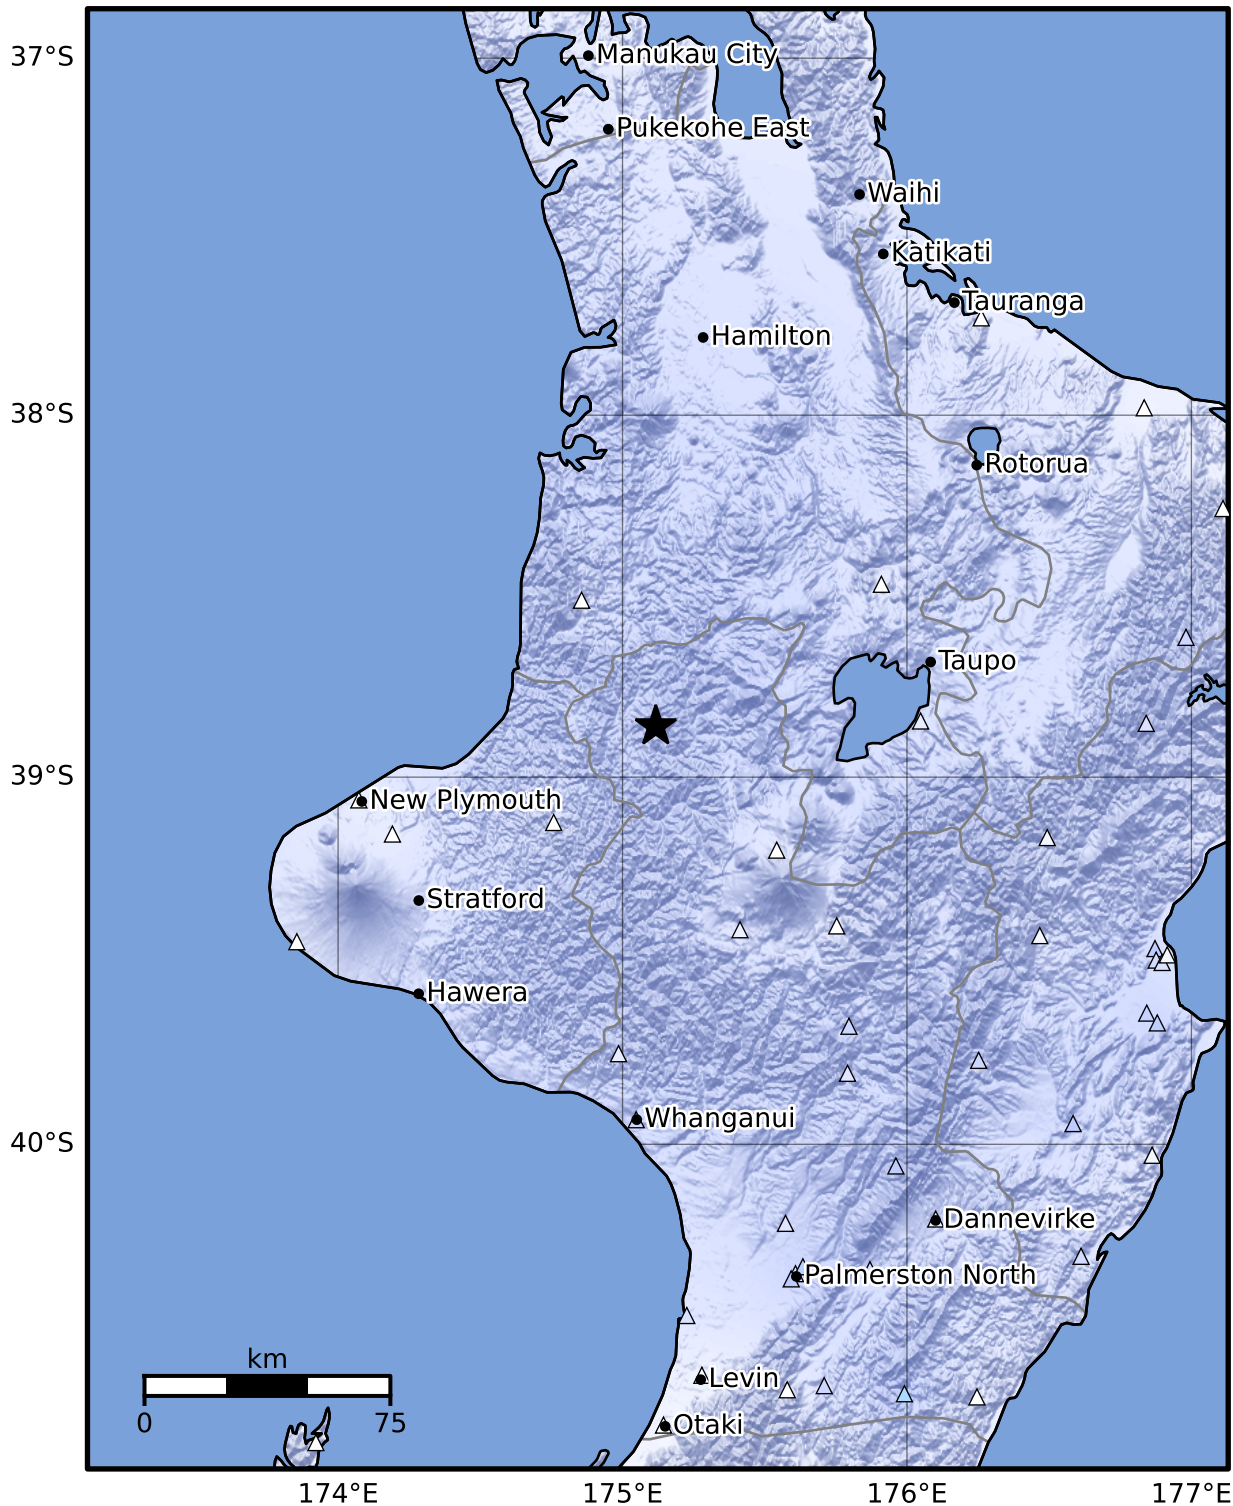 37°S
Manukau City
Pukekohe East
Waihi
Katikati
Tauranga
Hamilton
38°S
Rotorua
Taupo
39°S
New Plymouth
Stratford
Hawera
Whanganui
40°S
Dannevirke
Palmerston North
km
0 75
Levin
Otaki
174°E 175°E 176°E 177°E